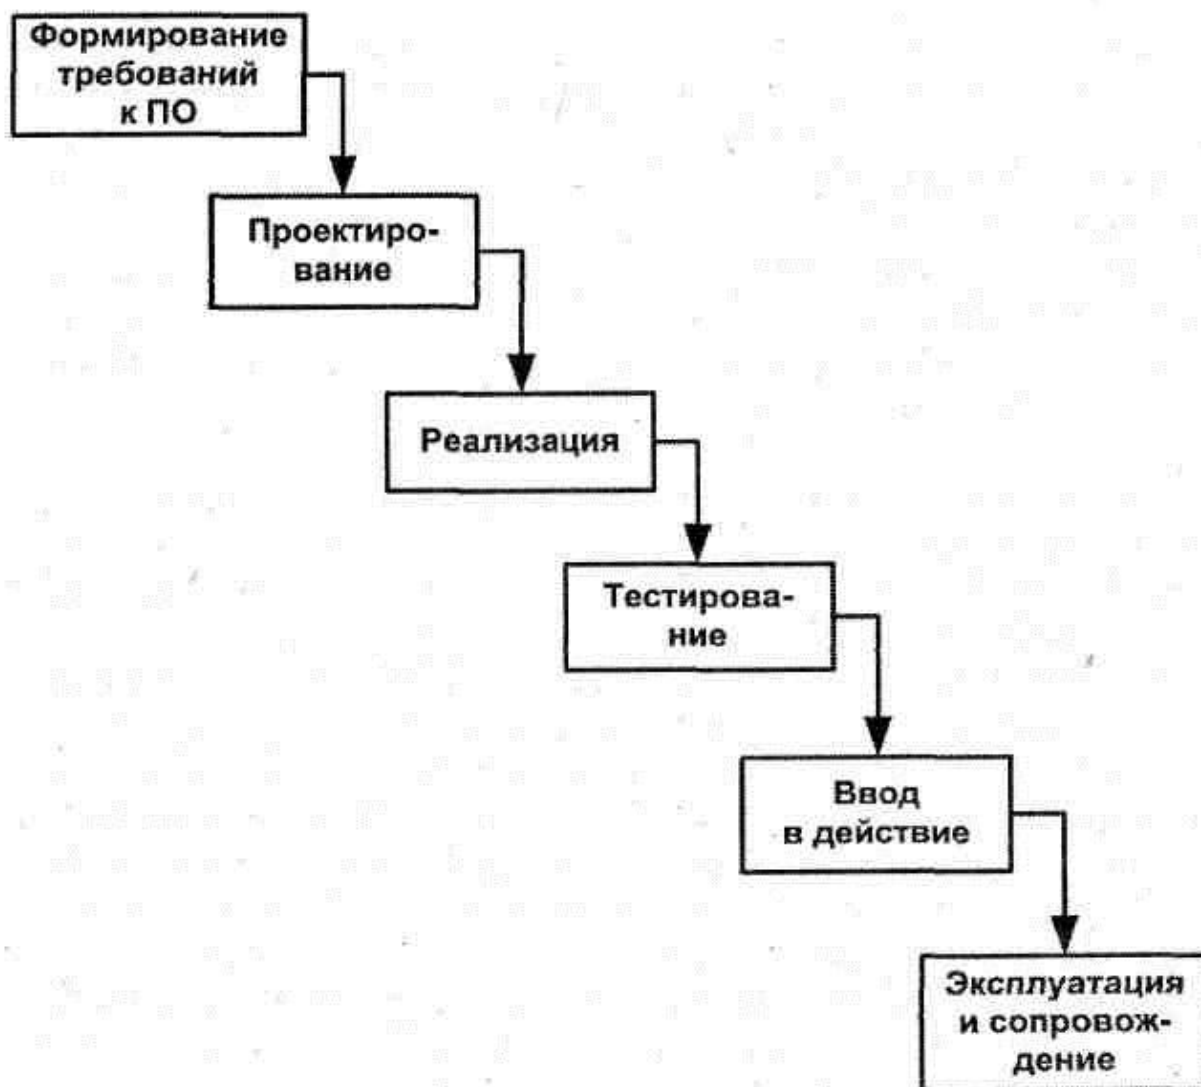 Формирование
требований
к ПО
Проектиро-
вание
Реализация
Тестирова-
ние
Ввод
в действие
Эксплуатация
и сопровож-
дение